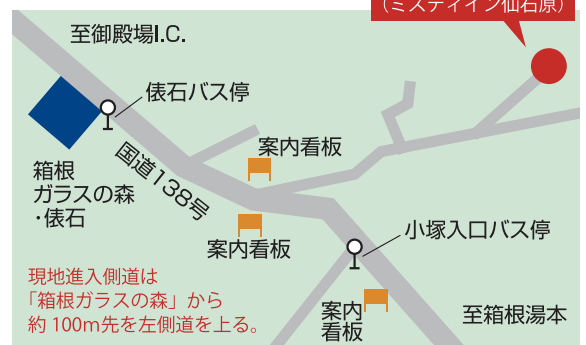 (ミスティイン仙石原)
至御殿場I.C.
俵石バス停
案内看板
国道138号
箱根
ガラスの森
・俵石
案内看板
小塚入口バス停
現地進入側道は
「箱根ガラスの森」から
約100m先を左側道を上る。
案内
看板
至箱根湯本